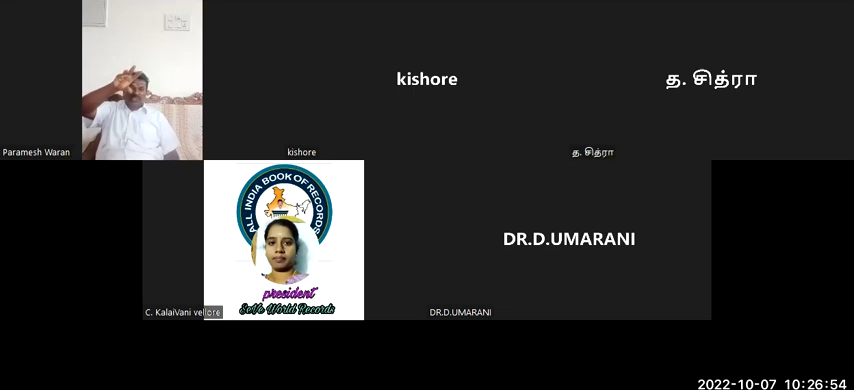 kishore
த. சித்ரா
Paramesh Waran
kishore
த. சித்ரா
ALL INDIA BOOK OF RECORDS
president
SoVe World Records
C. KalaiVani vellore
DR.D.UMARANI
DR.D.UMARANI
2022-10-07 10:26:54